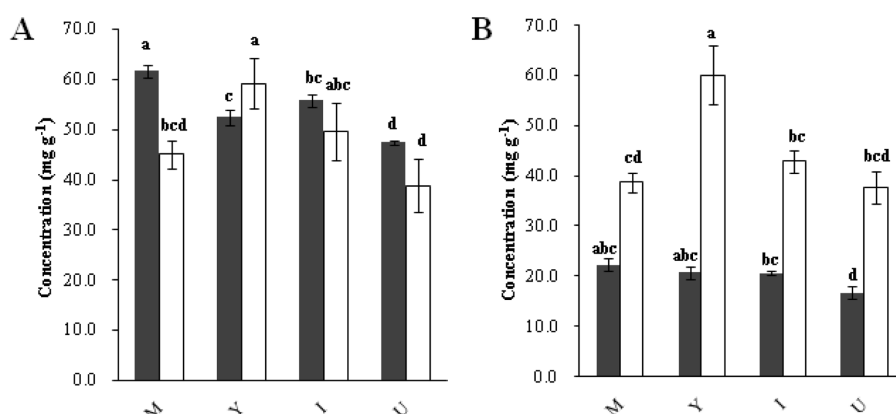 A
Concentration (mg g-1)
70.0
60.0
50.0
40.0
30.0
20.0
10.0
0.0
a
bcd
c
a
bc
abc
d
d
M
Y
I
U
B
Concentration (mg g-1)
70.0
60.0
50.0
40.0
30.0
20.0
10.0
0.0
abc
cd
abc
a
bc
bc
d
bcd
M
Y
I
U